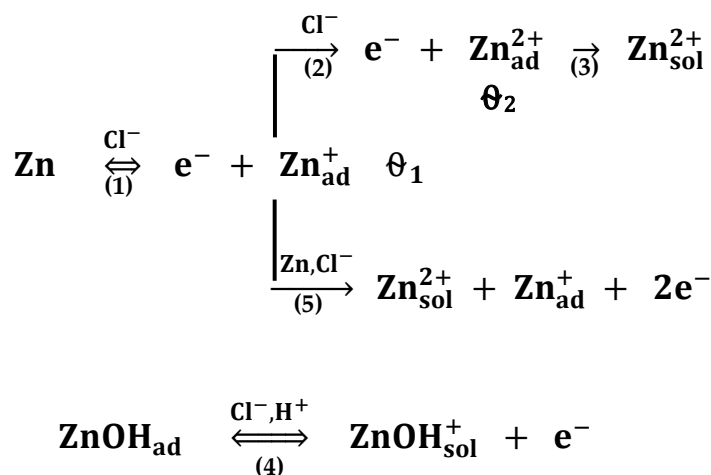 Cl⁻
(2)
e⁻ + Zn²⁺ad
(3)
Zn²⁺sol
ϑ₂
Zn
Cl⁻
⇔
(1)
e⁻ + Zn⁺ad ϑ₁
Zn,Cl⁻
(5)
Zn²⁺sol + Zn⁺ad + 2e⁻
ZnOHad
Cl⁻,H⁺
⇔
(4)
ZnOH⁺sol + e⁻